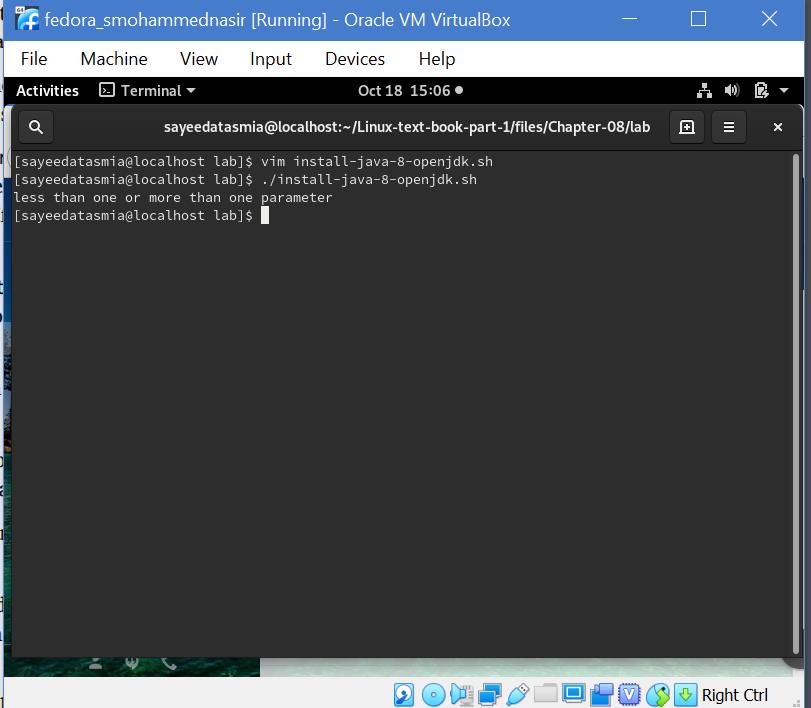 64
fedora_smohammednasir [Running] - Oracle VM VirtualBox
File Machine View Input Devices Help
Activities Terminal Oct 18 15:06
sayeedatasmia@localhost:~/Linux-text-book-part-1/files/Chapter-08/lab
[sayeedatasmia@localhost lab]$ vim install-java-8-openjdk.sh
[sayeedatasmia@localhost lab]$ ./install-java-8-openjdk.sh
less than one or more than one parameter
[sayeedatasmia@localhost lab]$
Right Ctrl